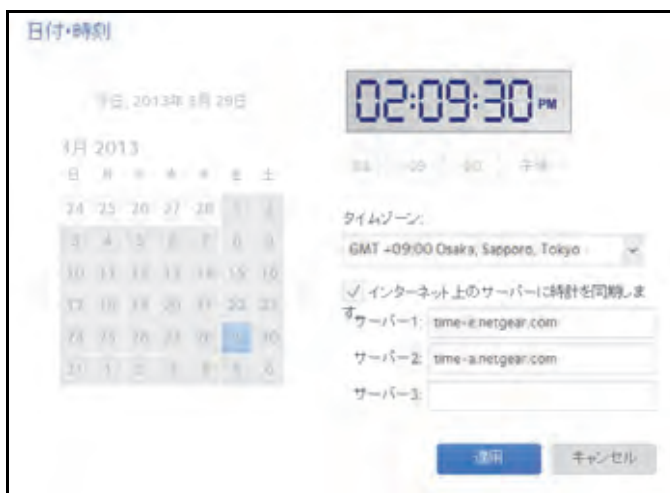 日付・時刻
今日, 2013年 3月 29日
3月 2013
日 月 火 水 木 金 土
24 25 26 27 28 1 2
3 4 5 6 7 8 9
10 11 12 13 14 15 16
17 18 19 20 21 22 23
24 25 26 27 28 29 30
31 1 2 3 4 5 6
02:09:30 PM
午後
タイムゾーン:
GMT +09:00 Osaka, Sapporo, Tokyo
インターネット上のサーバーに時計を同期しま
す。
サーバー1: time-e.netgear.com
サーバー2: time-a.netgear.com
サーバー3:
適用
キャンセル